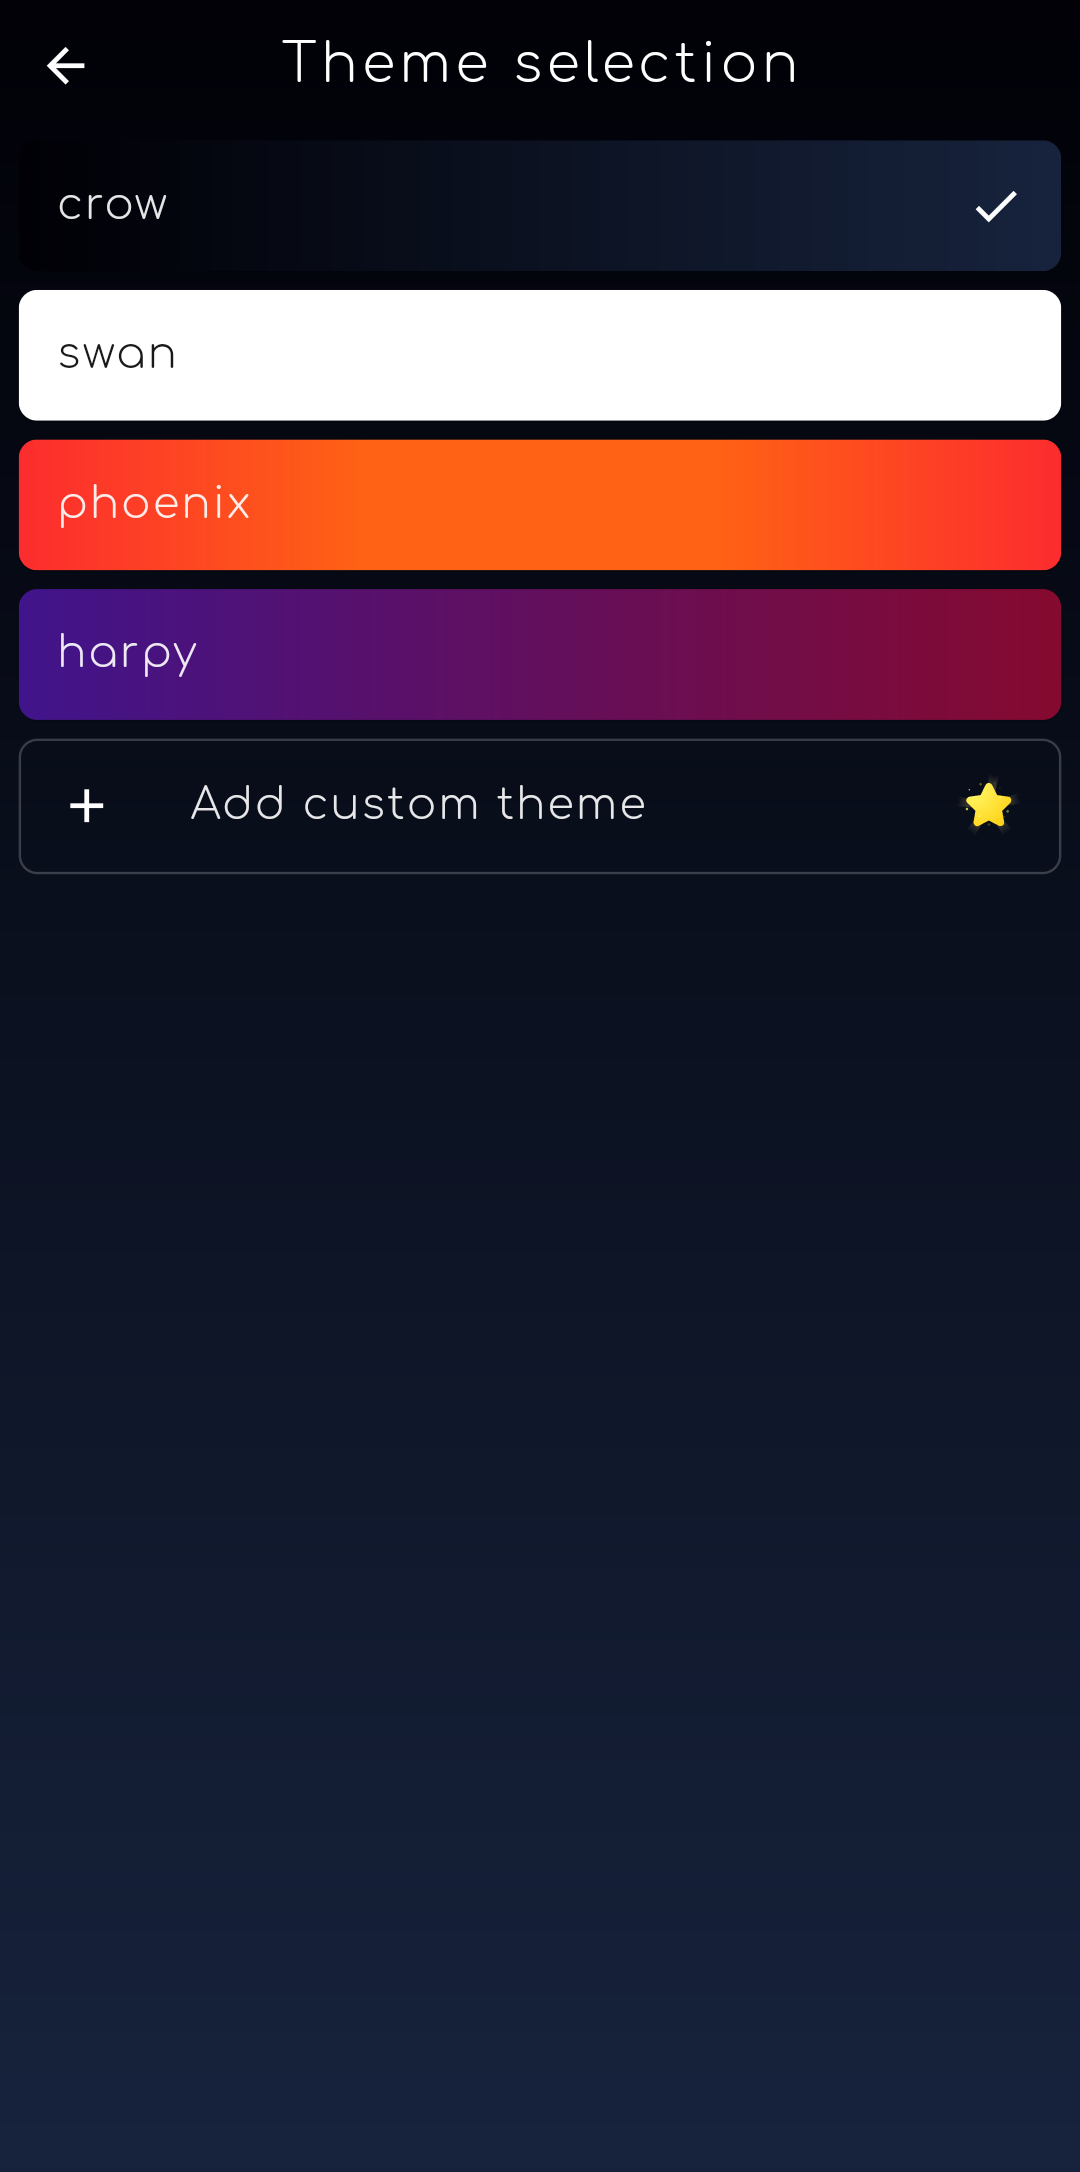 Theme selection
crow
swan
phoenix
harpy
Add custom theme